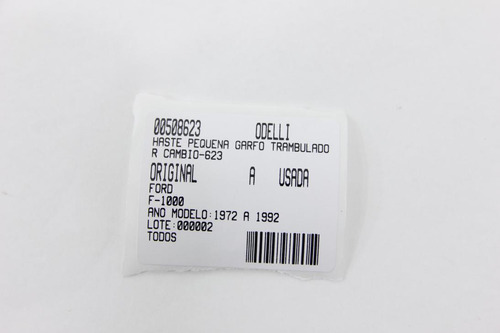 00508623 ODELLI
HASTE PEQUENA GARFO TRAMBULADO
R CAMBIO-623
ORIGINAL A USADA
FORD
F-1000
ANO MODELO:1972 A 1992
LOTE:000002
TODOS